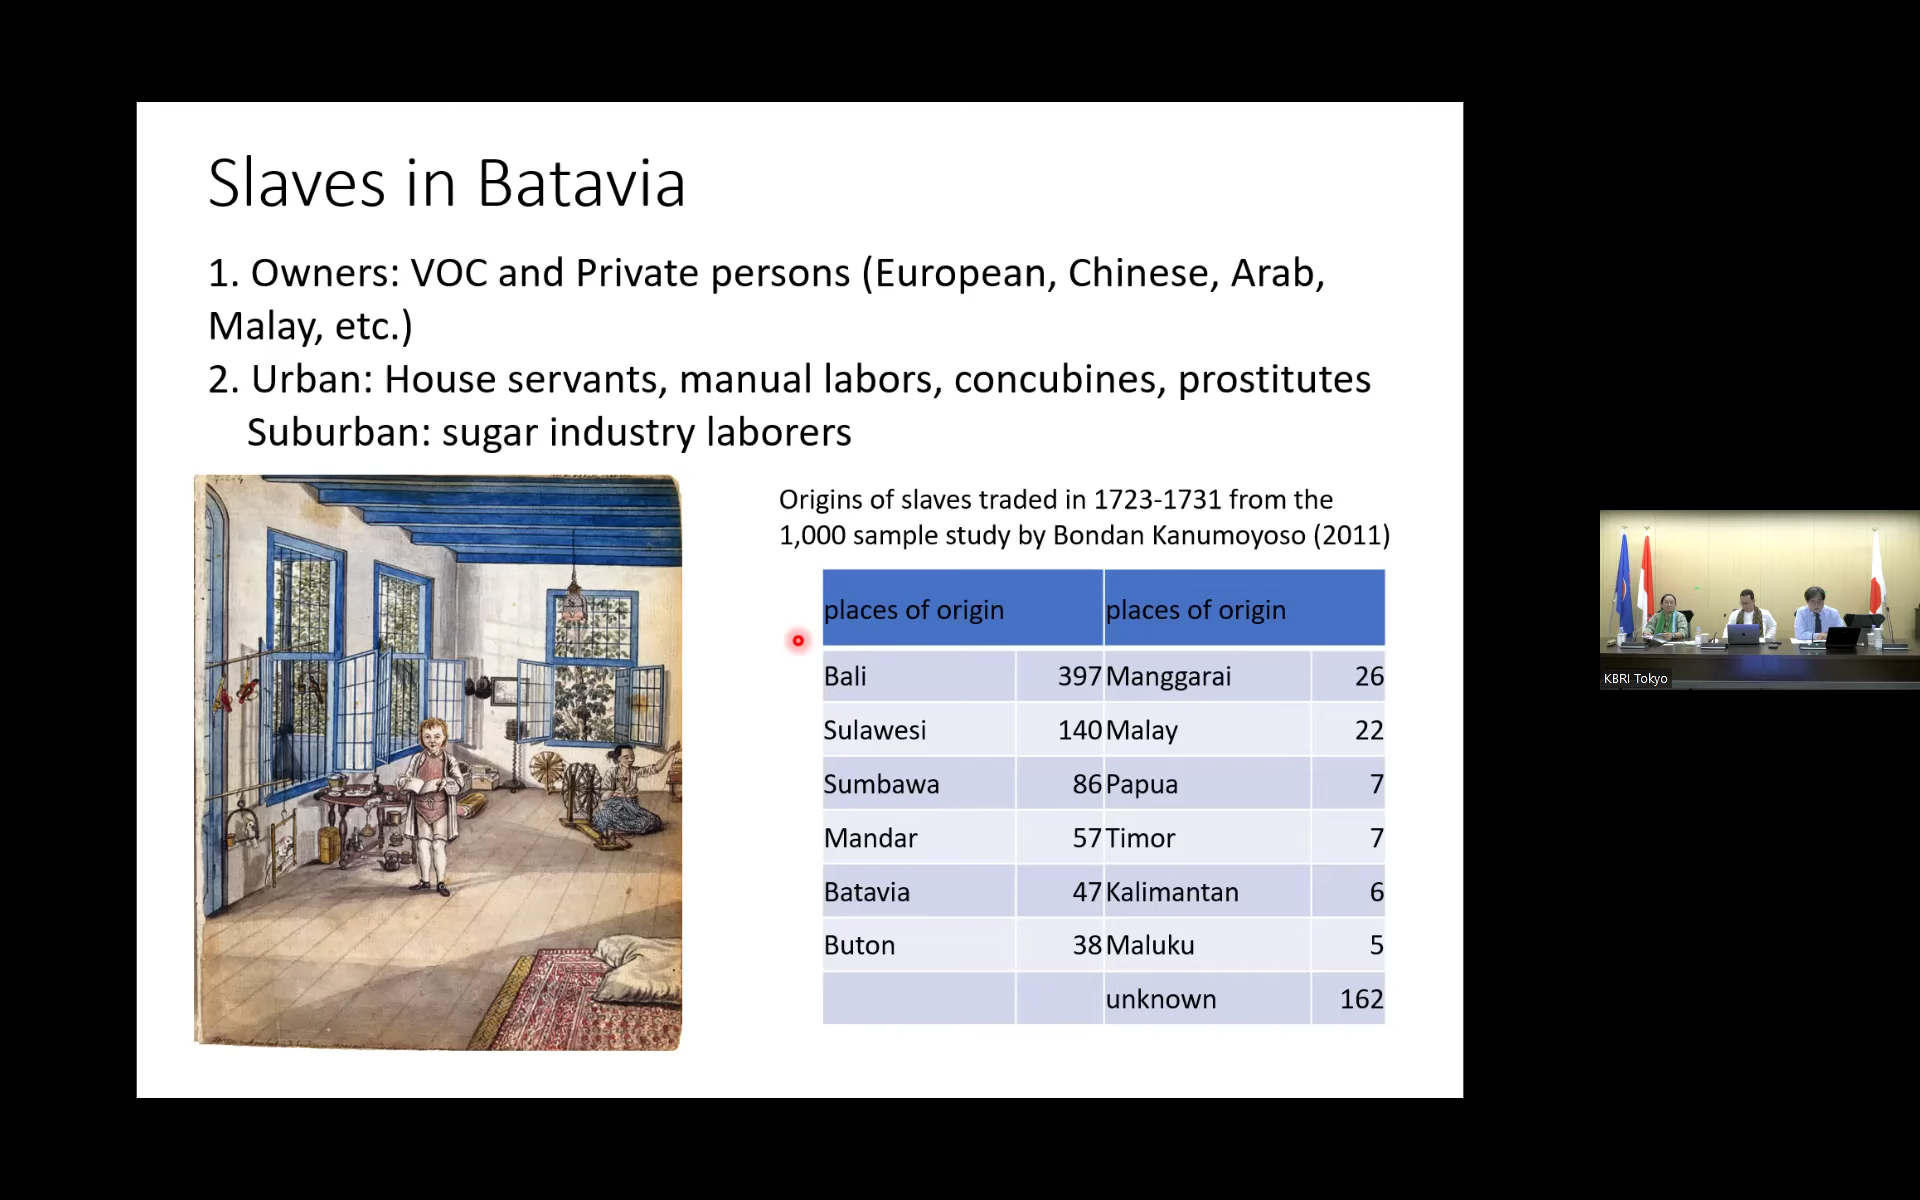 Slaves in Batavia
1. Owners: VOC and Private persons (European, Chinese, Arab,
Malay, etc.)
2. Urban: House servants, manual labors, concubines, prostitutes
Suburban: sugar industry laborers
Origins of slaves traded in 1723-1731 from the
1,000 sample study by Bondan Kanumoyoso (2011)
places of origin places of origin
Bali 397 Manggarai 26
Sulawesi 140 Malay 22
Sumbawa 86 Papua 7
Mandar 57 Timor 7
Batavia 47 Kalimantan 6
Buton 38 Maluku 5
unknown 162
KBRI Tokyo